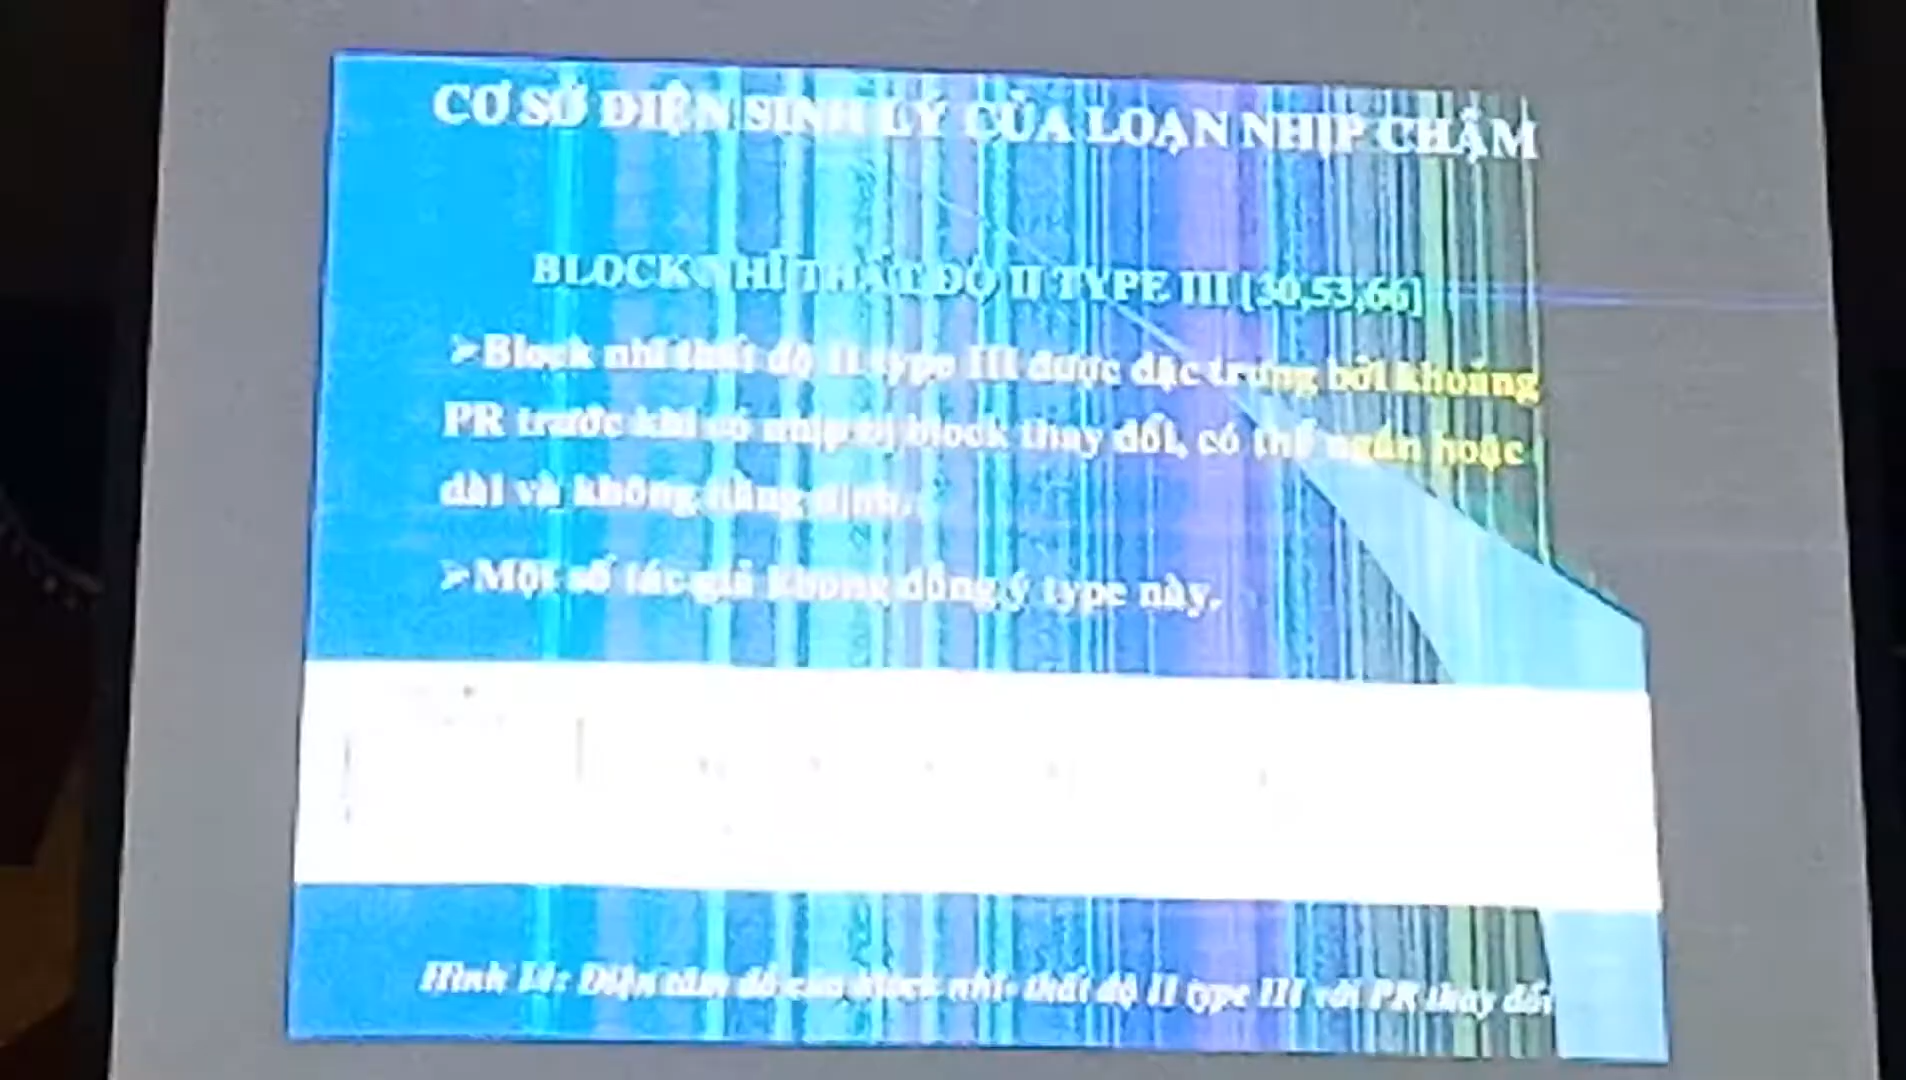 CƠ SỞ ĐIỆN SINH LÝ CỦA LOẠN NHỊP CHẬM
BLOCK NHĨ THẤT ĐỘ II TYPE III [30,53,66]
➢Block nhĩ thất độ II type III được đặc trưng bởi khoảng
PR trước khi có nhịp bị block thay đổi, có thể ngắn hoặc
dài và không hằng định.
➢Một số tác giả không đồng ý type này.
Hình 14: Điện tâm đồ của block nhĩ- thất độ II type III với PR thay đổi